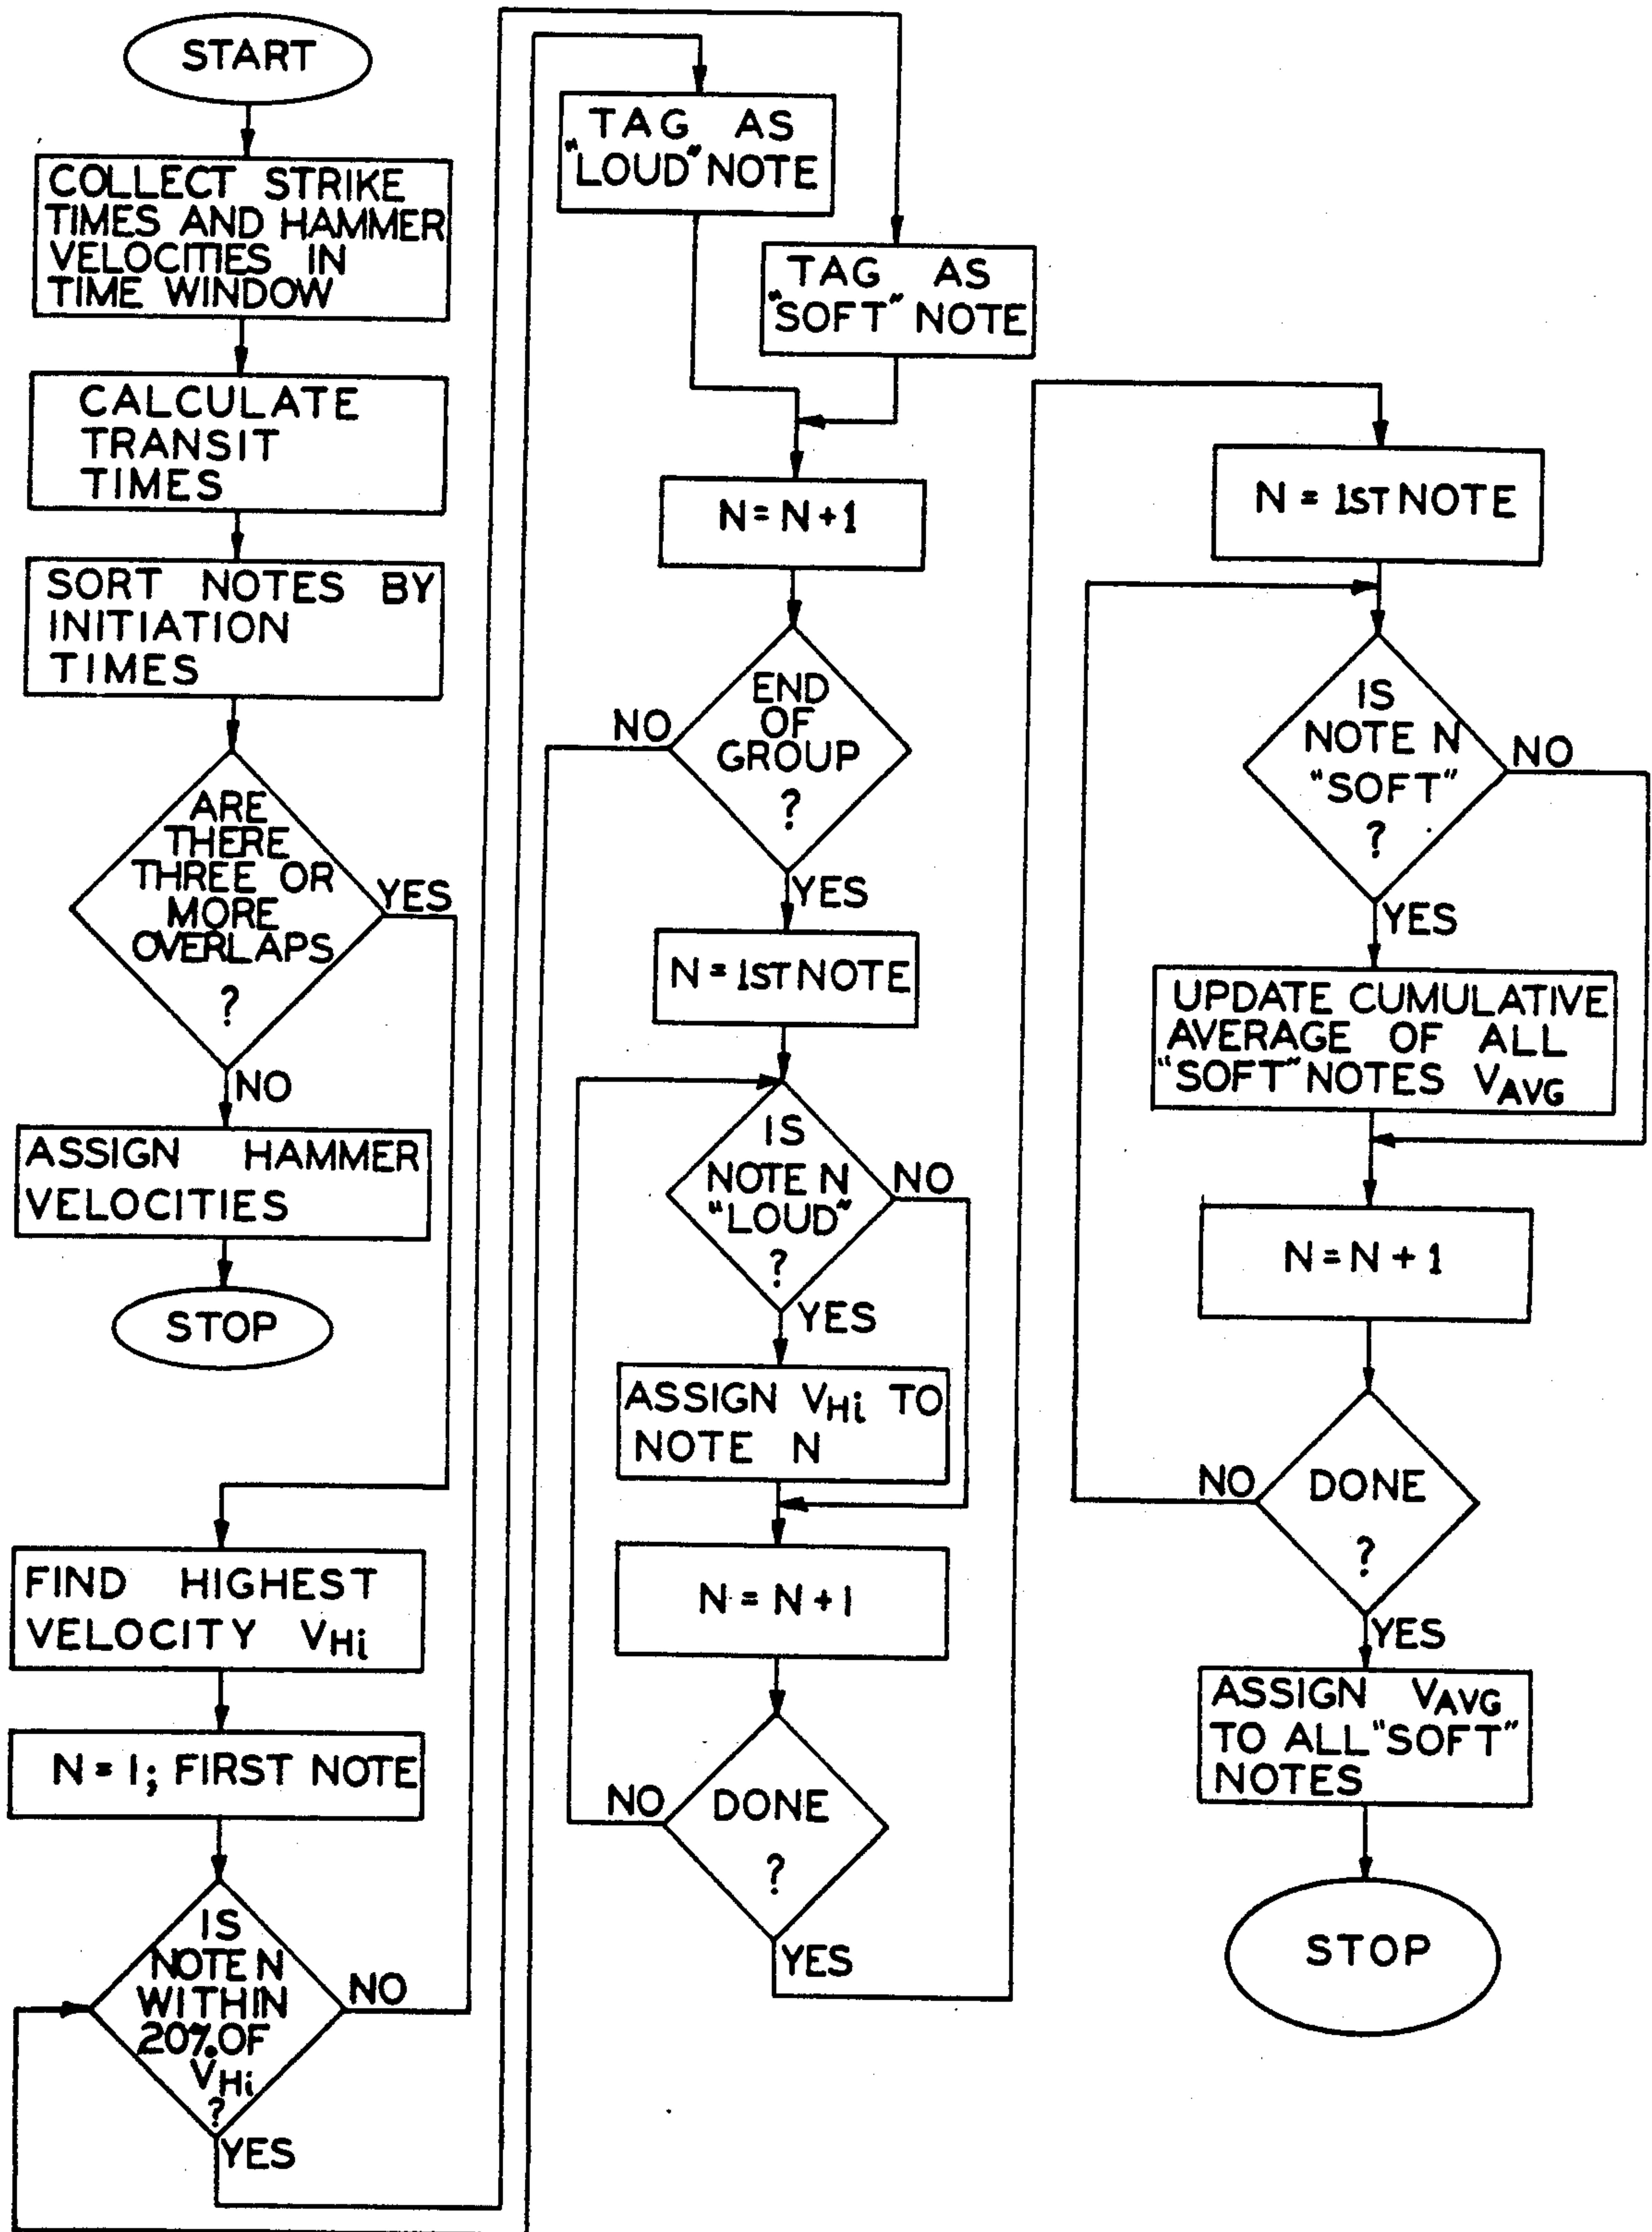 START
COLLECT STRIKE
TIMES AND HAMMER
VELOCITIES IN
TIME WINDOW
CALCULATE
TRANSIT
TIMES
SORT NOTES BY
INITIATION
TIMES
ARE
THERE
THREE OR
MORE
OVERLAPS
?
YES
NO
ASSIGN HAMMER
VELOCITIES
STOP
FIND HIGHEST
VELOCITY VHi
N = 1; FIRST NOTE
IS
NOTE N
WITHIN
20% OF
VHi
?
NO
YES
TAG AS
"LOUD" NOTE
TAG AS
"SOFT" NOTE
N = N + 1
END
OF
GROUP
?
NO
YES
N = 1ST NOTE
IS
NOTE N
"LOUD"
?
NO
YES
ASSIGN VHi TO
NOTE N
N = N + 1
DONE
?
NO
YES
N = 1ST NOTE
IS
NOTE N
"SOFT"
?
NO
YES
UPDATE CUMULATIVE
AVERAGE OF ALL
"SOFT" NOTES VAVG
N = N + 1
DONE
?
NO
YES
ASSIGN VAVG
TO ALL "SOFT"
NOTES
STOP